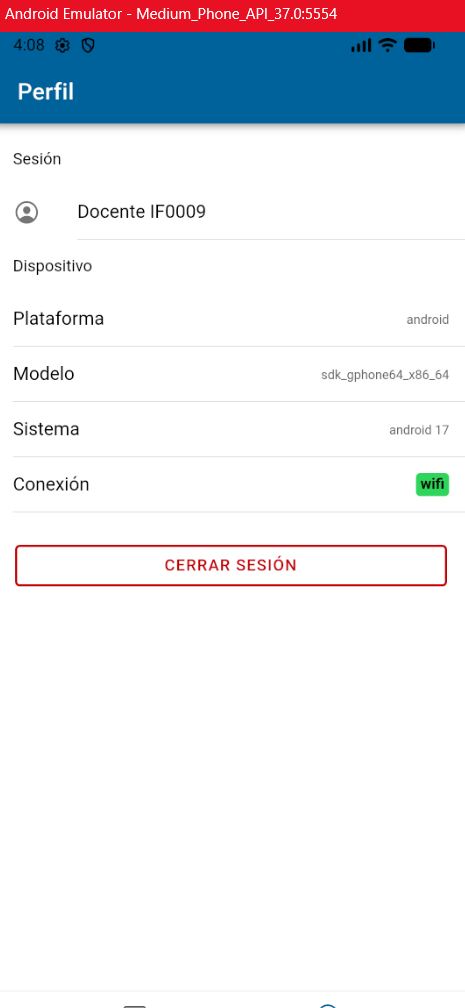 Android Emulator - Medium_Phone_API_37.0:5554
4:08
Perfil
Sesión
Docente IF0009
Dispositivo
Plataforma android
Modelo sdk_gphone64_x86_64
Sistema android 17
Conexión wifi
CERRAR SESIÓN